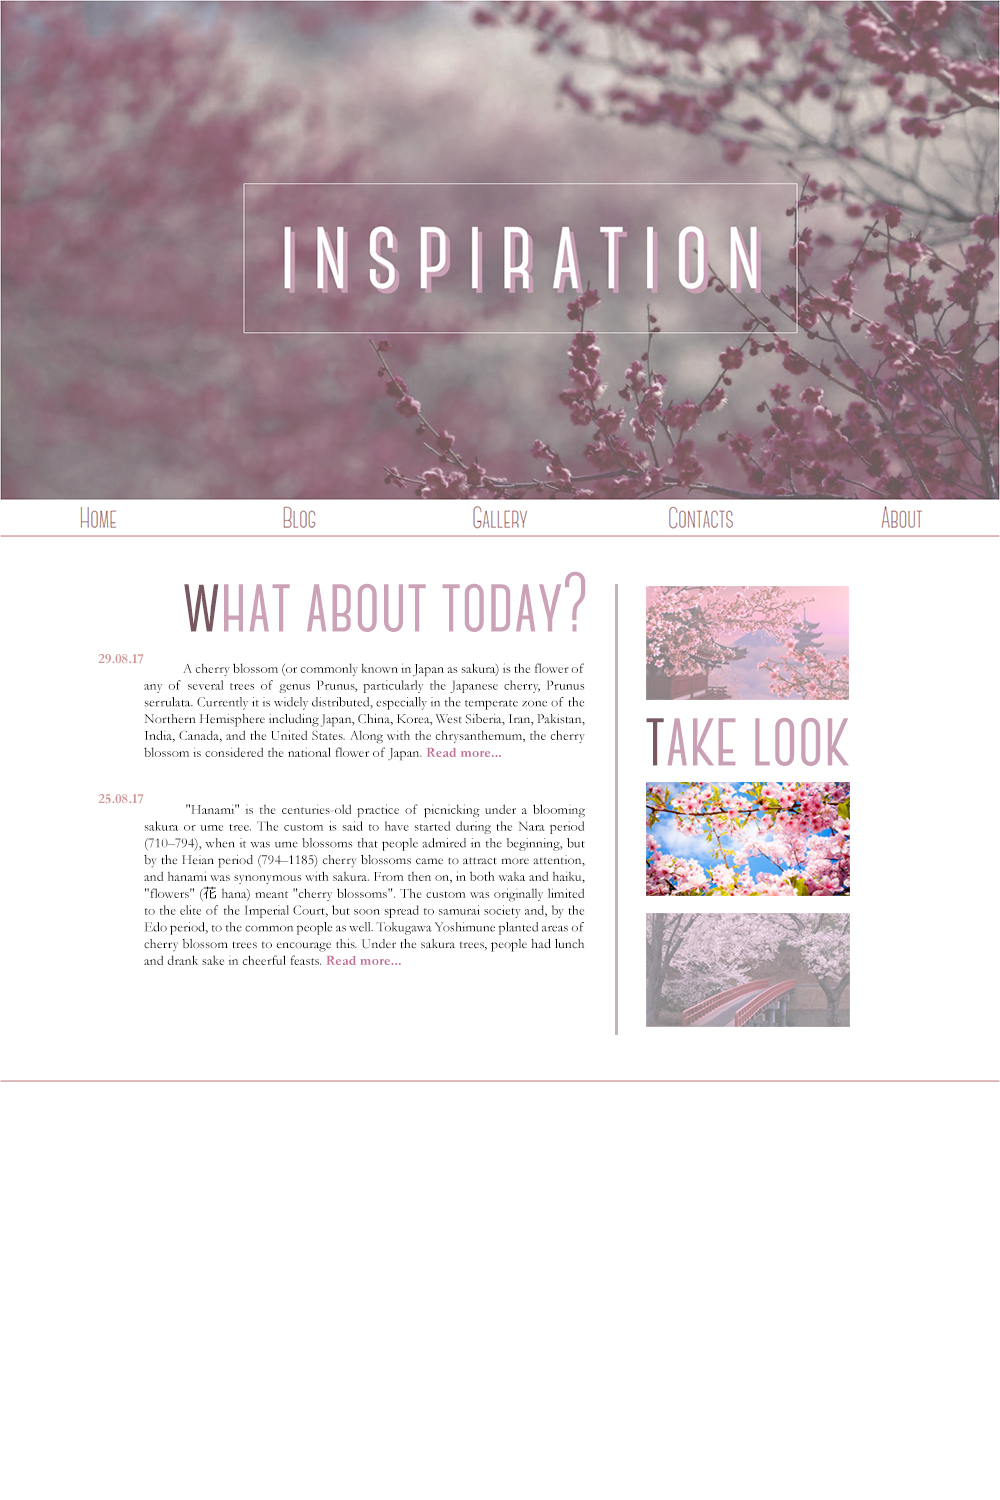 INSPIRATION
Home Blog Gallery Contacts About
What about today?
29.08.17
A cherry blossom (or commonly known in Japan as sakura) is the flower of
any of several trees of genus Prunus, particularly the Japanese cherry, Prunus
serrulata. Currently it is widely distributed, especially in the temperate zone of the
Northern Hemisphere including Japan, China, Korea, West Siberia, Iran, Pakistan,
India, Canada, and the United States. Along with the chrysanthemum, the cherry
blossom is considered the national flower of Japan. Read more...
25.08.17
"Hanami" is the centuries-old practice of picnicking under a blooming
sakura or ume tree. The custom is said to have started during the Nara period
(710–794), when it was ume blossoms that people admired in the beginning, but
by the Heian period (794–1185) cherry blossoms came to attract more attention,
and hanami was synonymous with sakura. From then on, in both waka and haiku,
"flowers" (花 hana) meant "cherry blossoms". The custom was originally limited
to the elite of the Imperial Court, but soon spread to samurai society and, by the
Edo period, to the common people as well. Tokugawa Yoshimune planted areas of
cherry blossom trees to encourage this. Under the sakura trees, people had lunch
and drank sake in cheerful feasts. Read more...
Take look